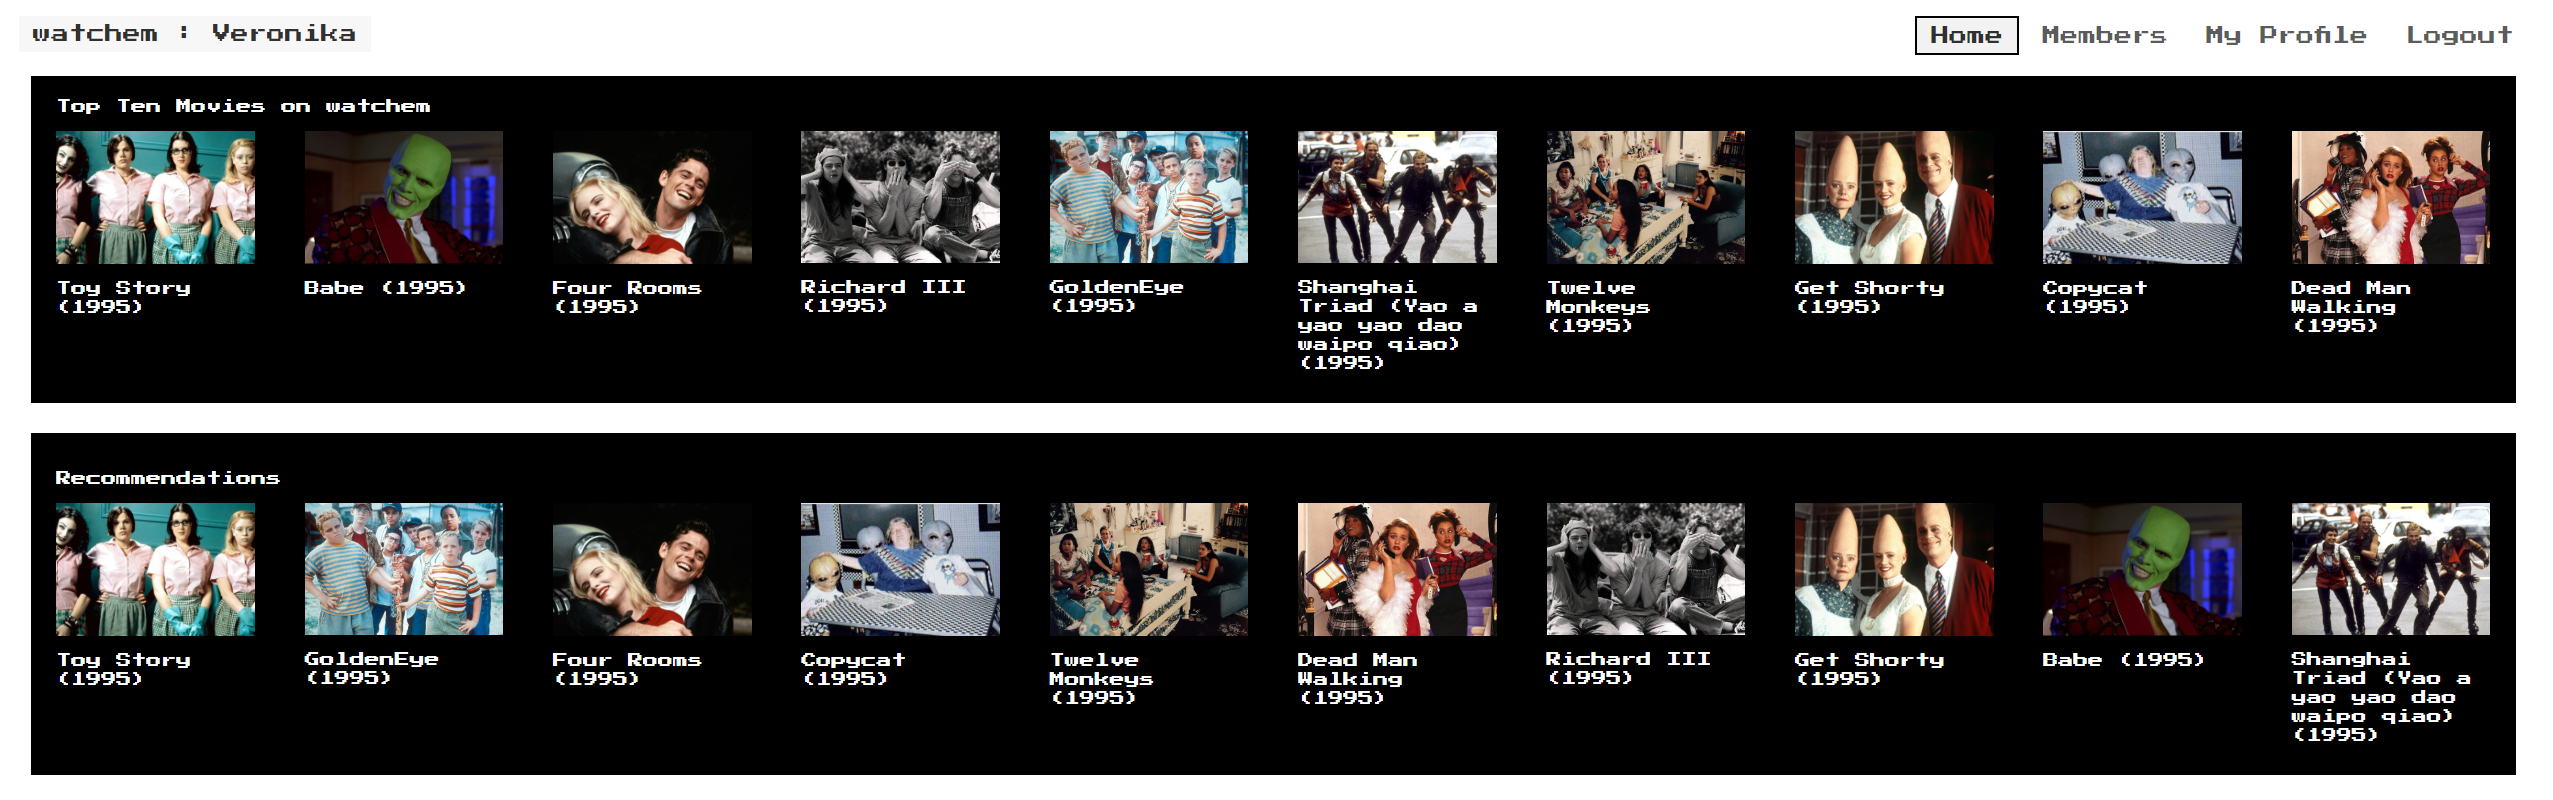 watchem : Veronika
Home Members My Profile Logout
Top Ten Movies on watchem
Toy Story
(1995)
Babe (1995)
Four Rooms
(1995)
Richard III
(1995)
GoldenEye
(1995)
Shanghai
Triad (Yao a
yao yao dao
waipo qiao)
(1995)
Twelve
Monkeys
(1995)
Get Shorty
(1995)
Copycat
(1995)
Dead Man
Walking
(1995)
Recommendations
Toy Story
(1995)
GoldenEye
(1995)
Four Rooms
(1995)
Copycat
(1995)
Twelve
Monkeys
(1995)
Dead Man
Walking
(1995)
Richard III
(1995)
Get Shorty
(1995)
Babe (1995)
Shanghai
Triad (Yao a
yao yao dao
waipo qiao)
(1995)